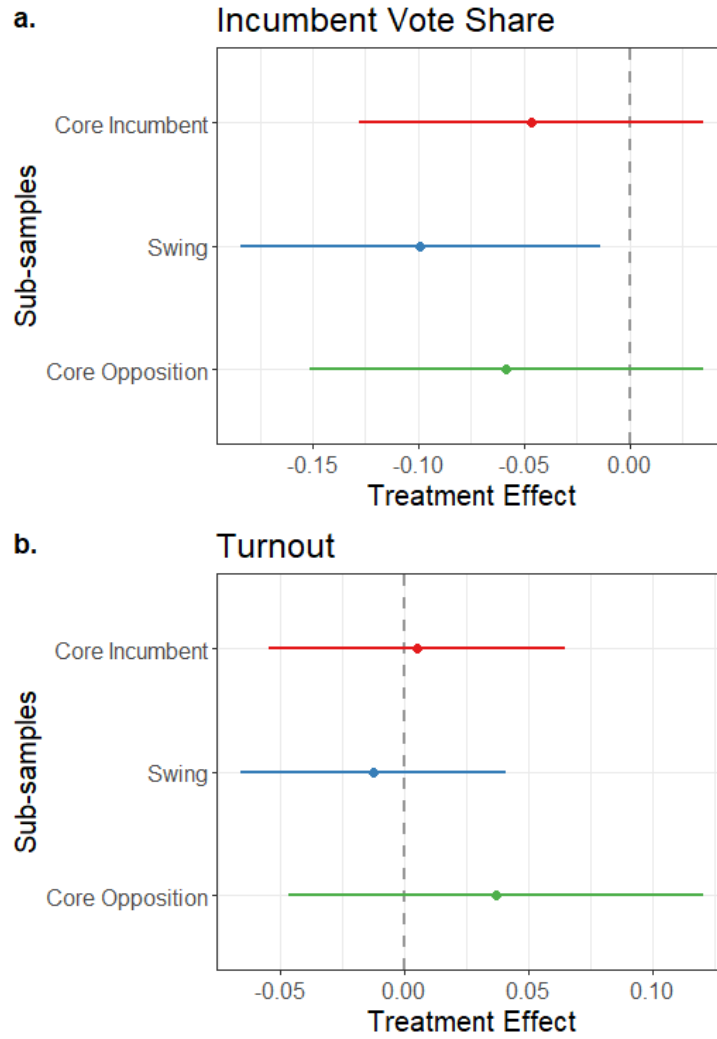 a.
Incumbent Vote Share
Sub-samples
Core Incumbent
Swing
Core Opposition
-0.15 -0.10 -0.05 0.00
Treatment Effect
b.
Turnout
Sub-samples
Core Incumbent
Swing
Core Opposition
-0.05 0.00 0.05 0.10
Treatment Effect